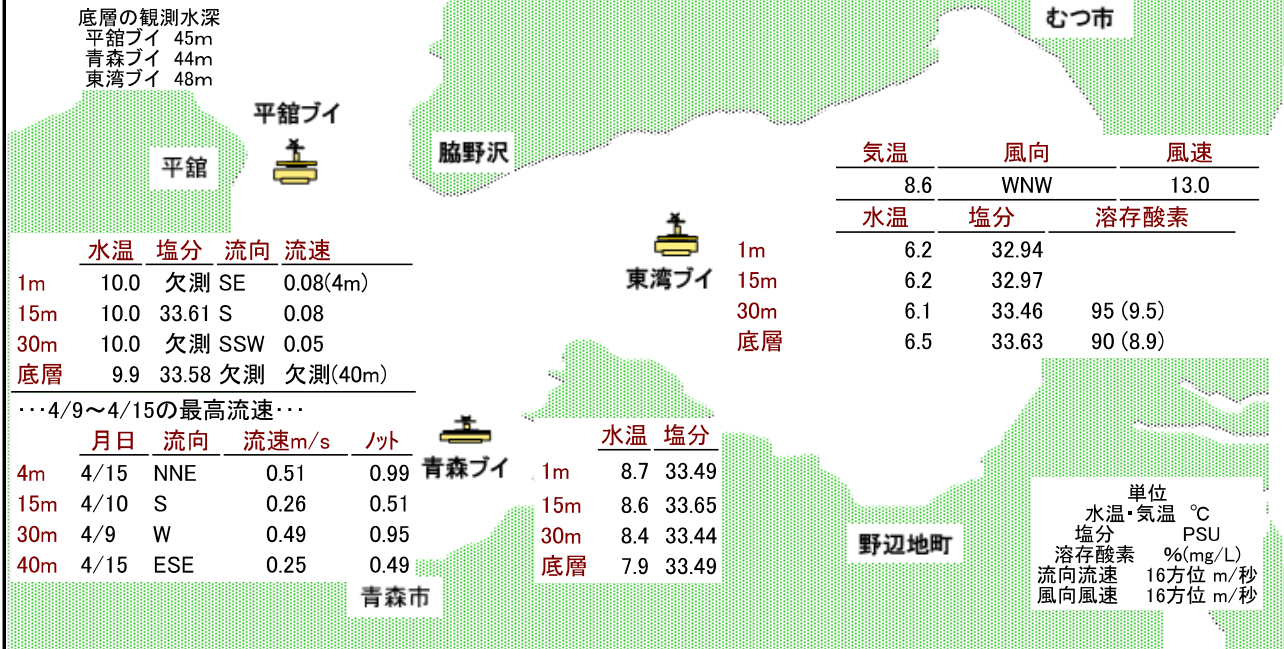 底層の観測水深
平舘ブイ 45m
青森ブイ 44m
東湾ブイ 48m
むつ市
平舘ブイ
脇野沢
平舘
気温 風向 風速
8.6 WNW 13.0
水温 塩分 溶存酸素
1m 6.2 32.94
15m 6.2 32.97
30m 6.1 33.46 95 (9.5)
底層 6.5 33.63 90 (8.9)
東湾ブイ
水温 塩分 流向 流速
1m 10.0 欠測 SE 0.08(4m)
15m 10.0 33.61 S 0.08
30m 10.0 欠測 SSW 0.05
底層 9.9 33.58 欠測 欠測(40m)
…4/9～4/15の最高流速…
月日 流向 流速m/s ノット
4m 4/15 NNE 0.51 0.99
15m 4/10 S 0.26 0.51
30m 4/9 W 0.49 0.95
40m 4/15 ESE 0.25 0.49
青森ブイ
水温 塩分
1m 8.7 33.49
15m 8.6 33.65
30m 8.4 33.44
底層 7.9 33.49
青森市
野辺地町
単位
水温・気温 ℃
塩分 PSU
溶存酸素 %(mg/L)
流向流速 16方位 m/秒
風向風速 16方位 m/秒